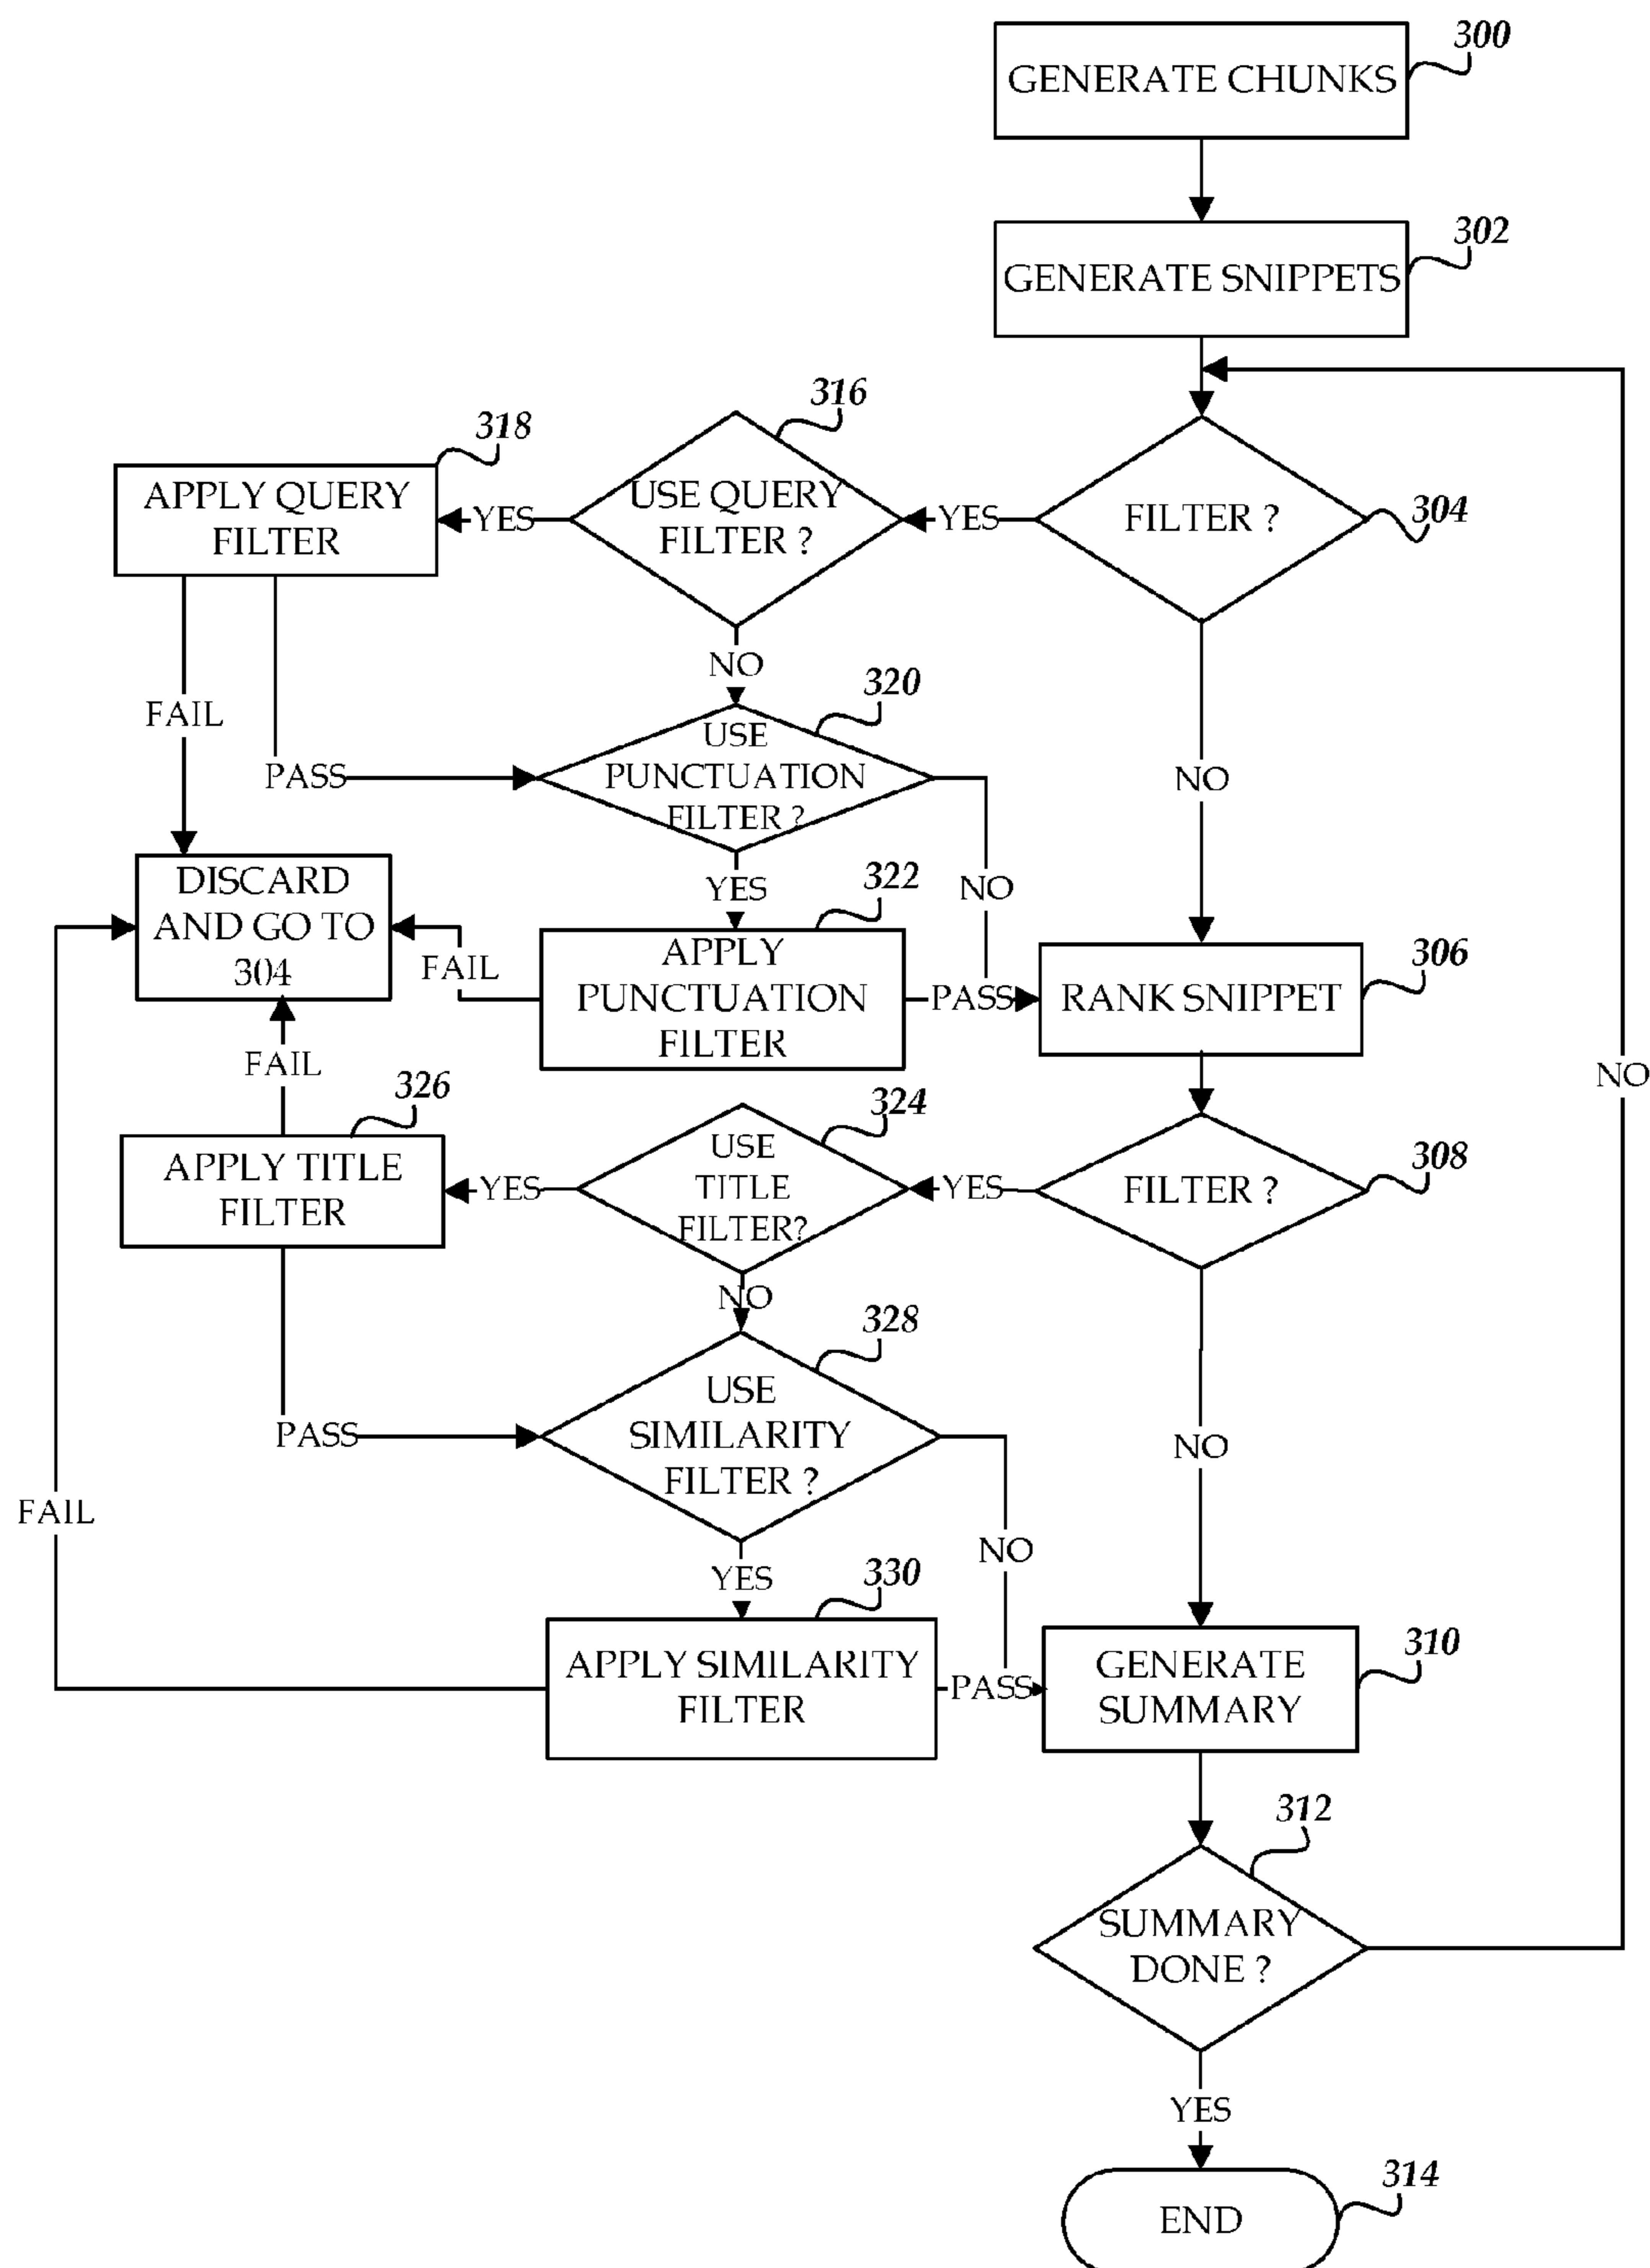 300
GENERATE CHUNKS
302
GENERATE SNIPPETS
316
318
APPLY QUERY
FILTER
YES
USE QUERY
FILTER ?
YES
FILTER ?
304
NO
320
FAIL
USE
PUNCTUATION
FILTER ?
PASS
NO
322
YES
NO
DISCARD
AND GO TO
304
FAIL
APPLY
PUNCTUATION
FILTER
PASS
RANK SNIPPET
306
FAIL
NO
326
324
APPLY TITLE
FILTER
YES
USE
TITLE
FILTER?
YES
FILTER ?
308
NO
328
USE
SIMILARITY
FILTER ?
PASS
NO
FAIL
NO
YES
330
APPLY SIMILARITY
FILTER
PASS
GENERATE
SUMMARY
310
312
SUMMARY
DONE ?
YES
314
END